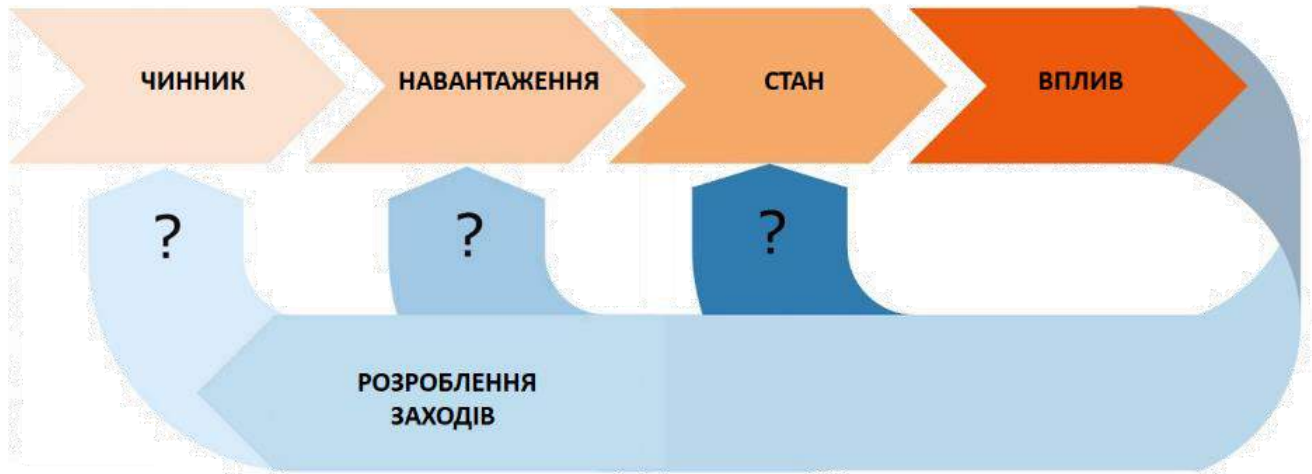 ЧИННИК
НАВАНТАЖЕННЯ
СТАН
ВПЛИВ
?
?
?
РОЗРОБЛЕННЯ
ЗАХОДІВ